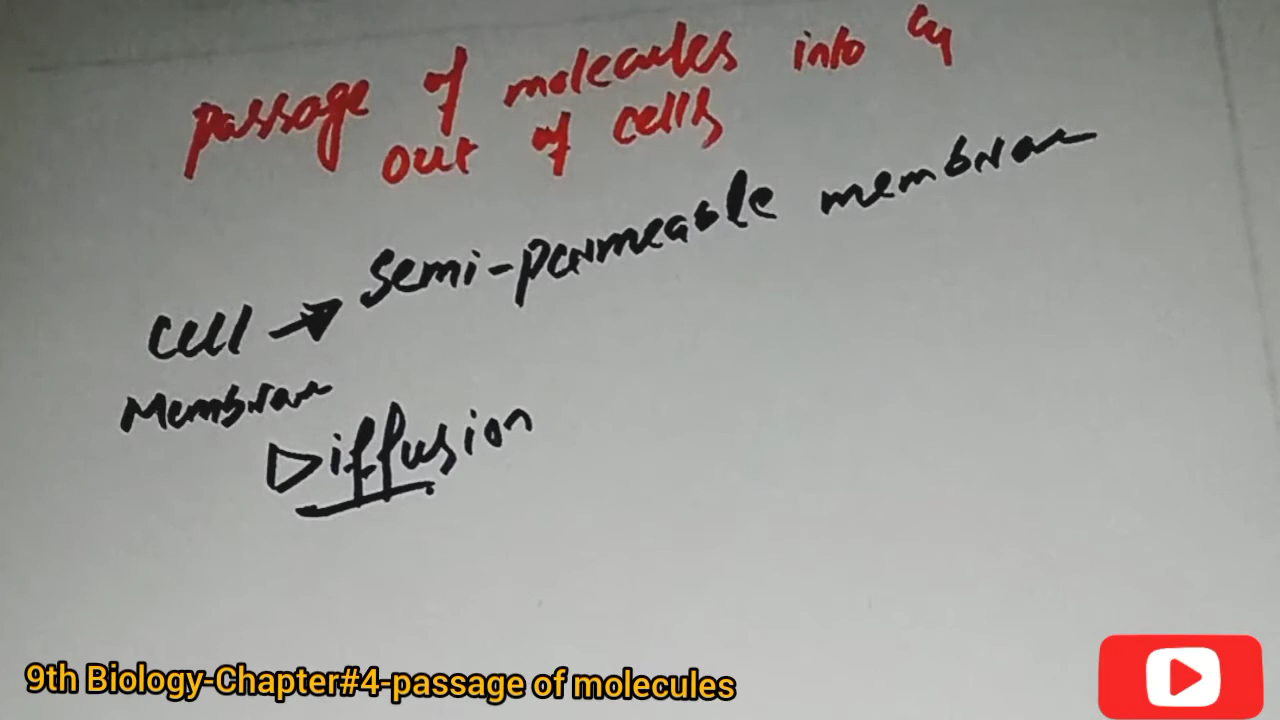 passage of molecules into &
out of cells
Cell → Semi-permeable membrane
Membrane
Diffusion
9th Biology-Chapter#4-passage of molecules